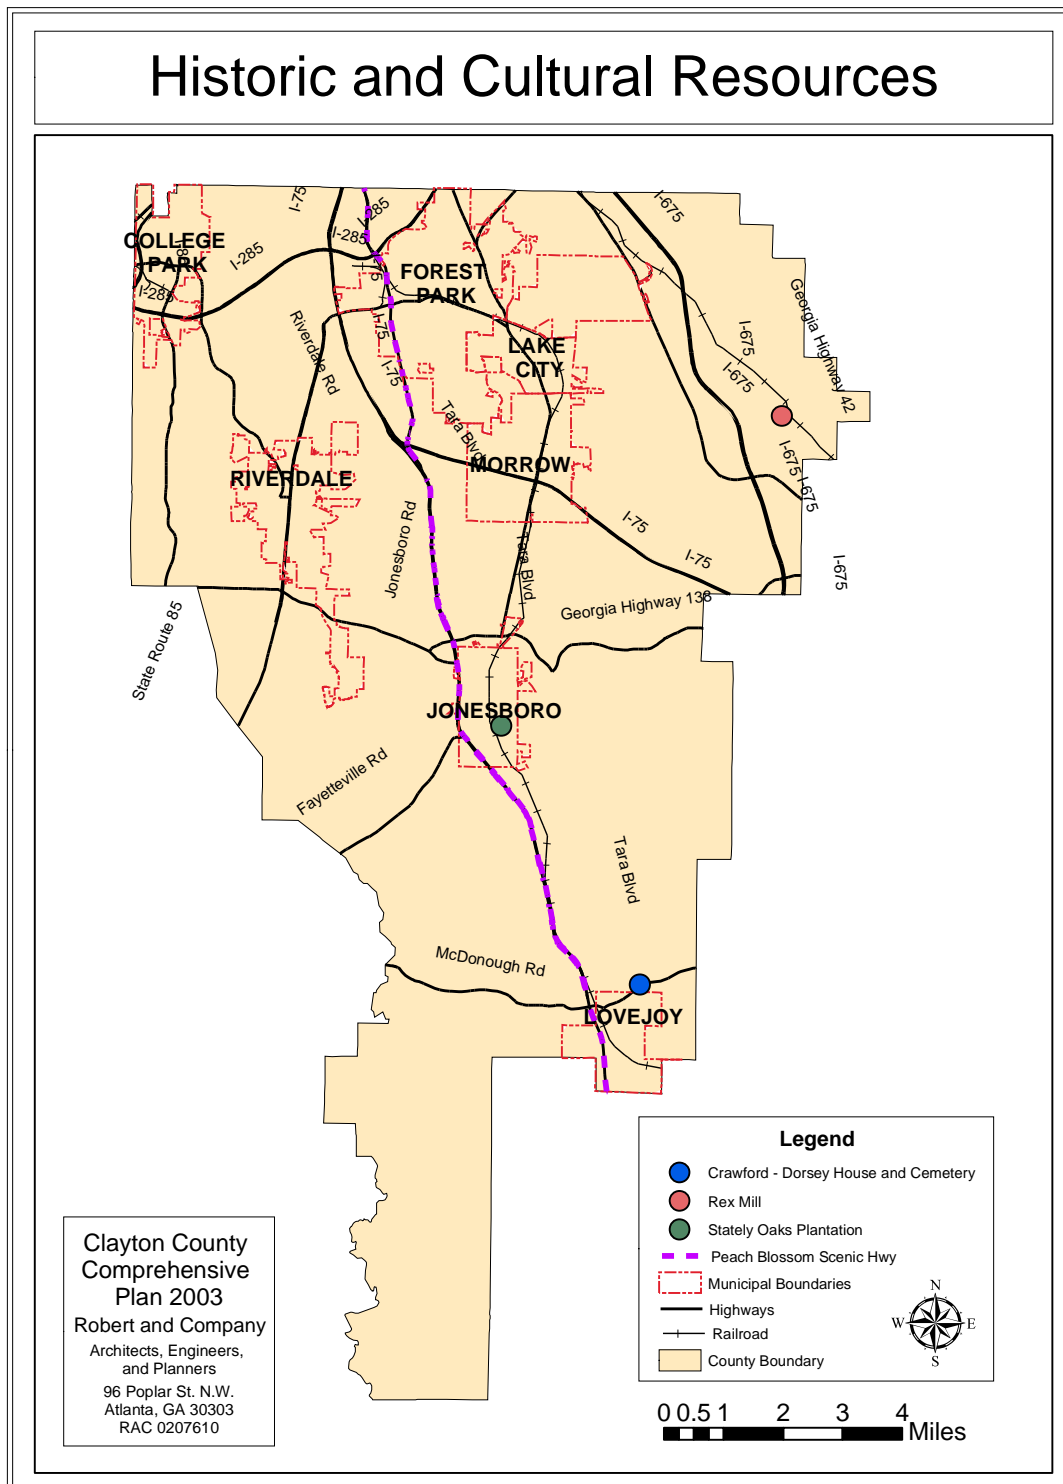 Historic and Cultural Resources
I-75
I-285
I-675
COLLEGE
PARK
I-85
I-285
I-285
I-285
I-75
FOREST
PARK
Georgia Highway 42
Riverdale Rd
I-75
I-75
LAKE
CITY
I-675
I-675
Tara Blvd
MORROW
RIVERDALE
I-675
I-675
I-75
I-75
I-675
Jonesboro Rd
Tara Blvd
Georgia Highway 138
State Route 85
JONESBORO
Fayetteville Rd
Tara Blvd
McDonough Rd
LOVEJOY
Legend
Crawford - Dorsey House and Cemetery
Rex Mill
Stately Oaks Plantation
Peach Blossom Scenic Hwy
Municipal Boundaries
Highways
Railroad
County Boundary
N
W E
S
Clayton County
Comprehensive
Plan 2003
Robert and Company
Architects, Engineers,
and Planners
96 Poplar St. N.W.
Atlanta, GA 30303
RAC 0207610
0 0.5 1 2 3 4
Miles